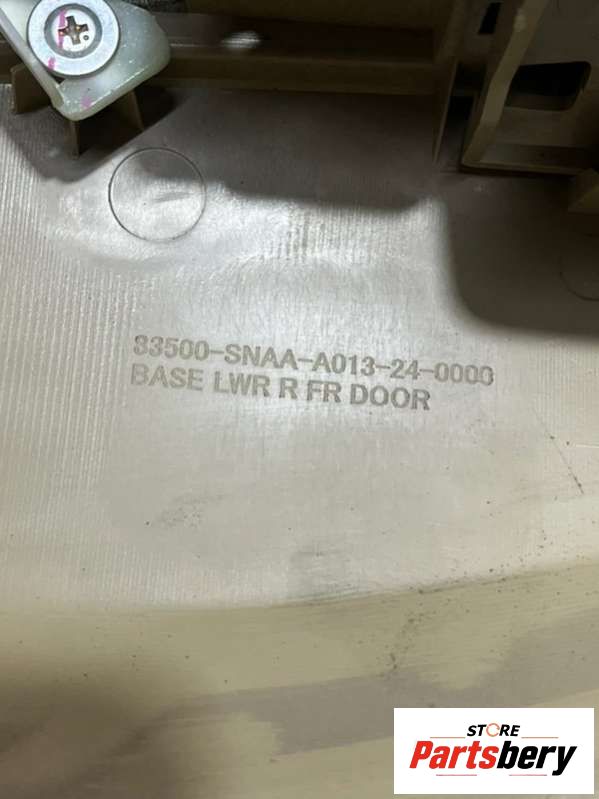 83500-SNAA-A013-24-0000
BASE LWR R FR DOOR
STORE
Partsbery